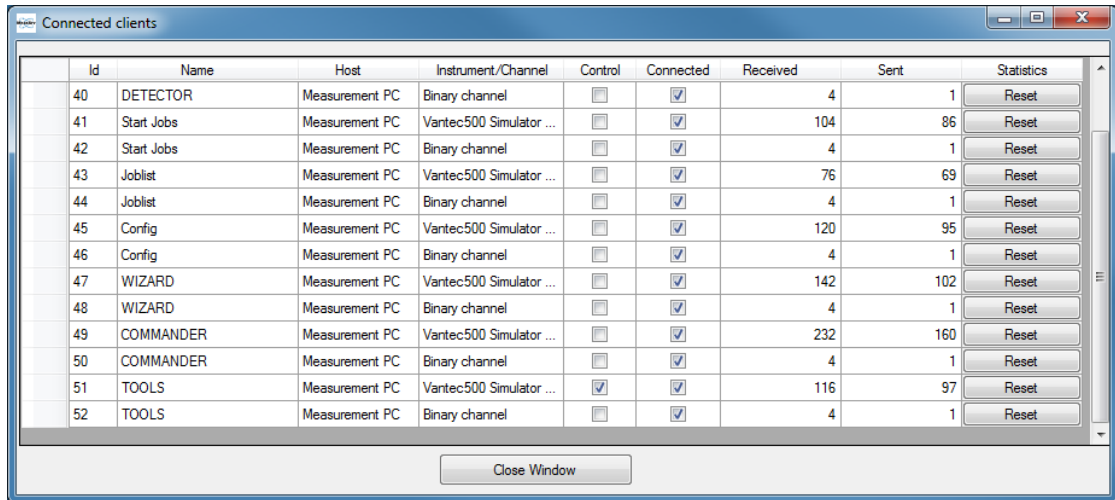 Connected clients
Id Name Host Instrument/Channel Control Connected Received Sent Statistics
40 DETECTOR Measurement PC Binary channel 4 1 Reset
41 Start Jobs Measurement PC Vantec500 Simulator ... 104 86 Reset
42 Start Jobs Measurement PC Binary channel 4 1 Reset
43 Joblist Measurement PC Vantec500 Simulator ... 76 69 Reset
44 Joblist Measurement PC Binary channel 4 1 Reset
45 Config Measurement PC Vantec500 Simulator ... 120 95 Reset
46 Config Measurement PC Binary channel 4 1 Reset
47 WIZARD Measurement PC Vantec500 Simulator ... 142 102 Reset
48 WIZARD Measurement PC Binary channel 4 1 Reset
49 COMMANDER Measurement PC Vantec500 Simulator ... 232 160 Reset
50 COMMANDER Measurement PC Binary channel 4 1 Reset
51 TOOLS Measurement PC Vantec500 Simulator ... 116 97 Reset
52 TOOLS Measurement PC Binary channel 4 1 Reset
Close Window